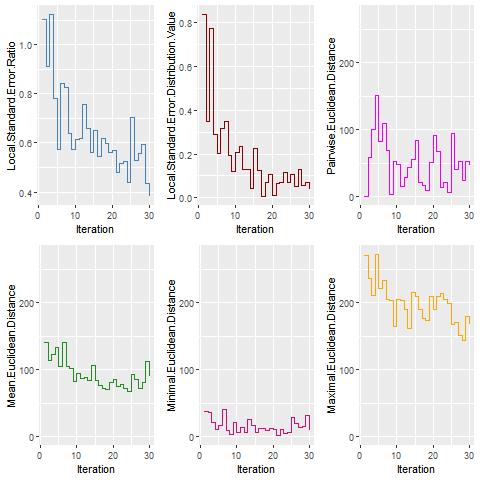 Local.Standard.Error.Ratio
1.0
0.8
0.6
0.4
0 10 20 30
Iteration
Local.Standard.Error.Distribution.Value
0.8
0.6
0.4
0.2
0.0
0 10 20 30
Iteration
Pairwise.Euclidean.Distance
200
100
0
0 10 20 30
Iteration
Mean.Euclidean.Distance
200
100
0
0 10 20 30
Iteration
Minimal.Euclidean.Distance
200
100
0
0 10 20 30
Iteration
Maximal.Euclidean.Distance
200
100
0
0 10 20 30
Iteration